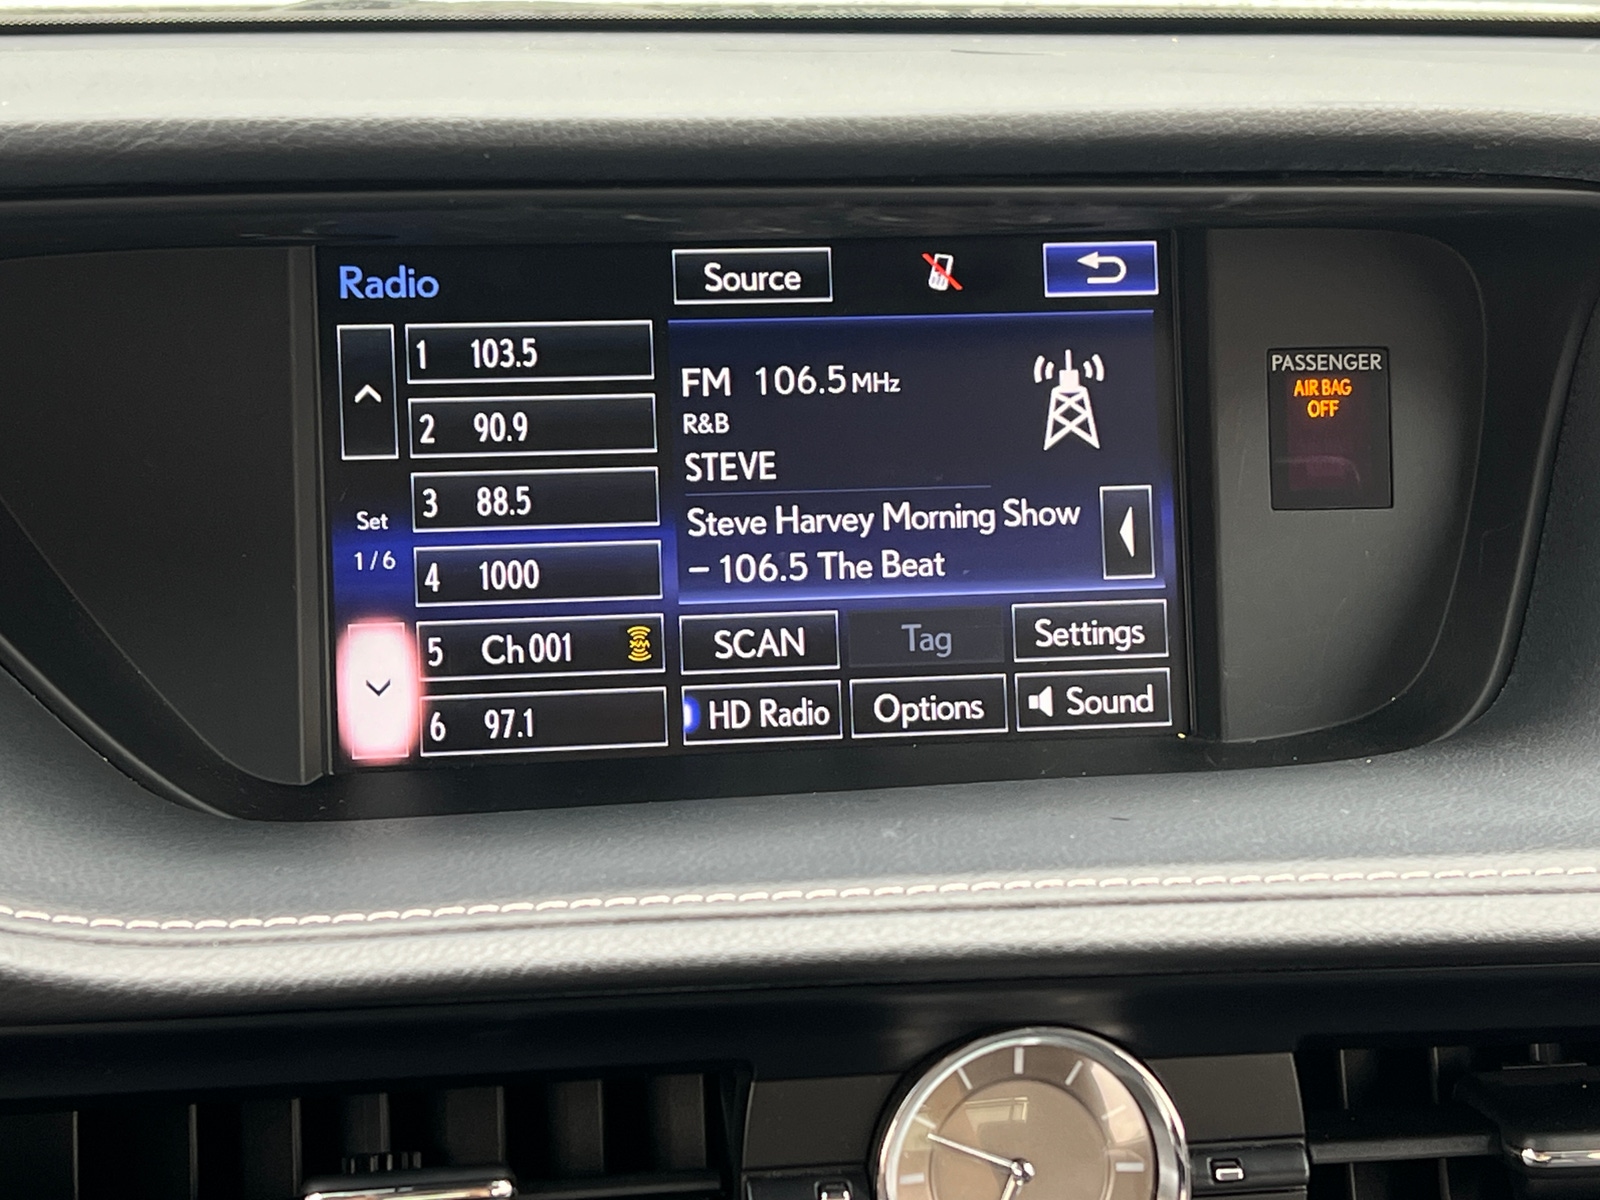 Radio
Source
1 103.5
2 90.9
3 88.5
4 1000
5 Ch001
6 97.1
Set
1/6
FM 106.5 MHz
R&B
STEVE
Steve Harvey Morning Show
– 106.5 The Beat
SCAN
Tag
Settings
HD Radio
Options
Sound
PASSENGER
AIR BAG
OFF